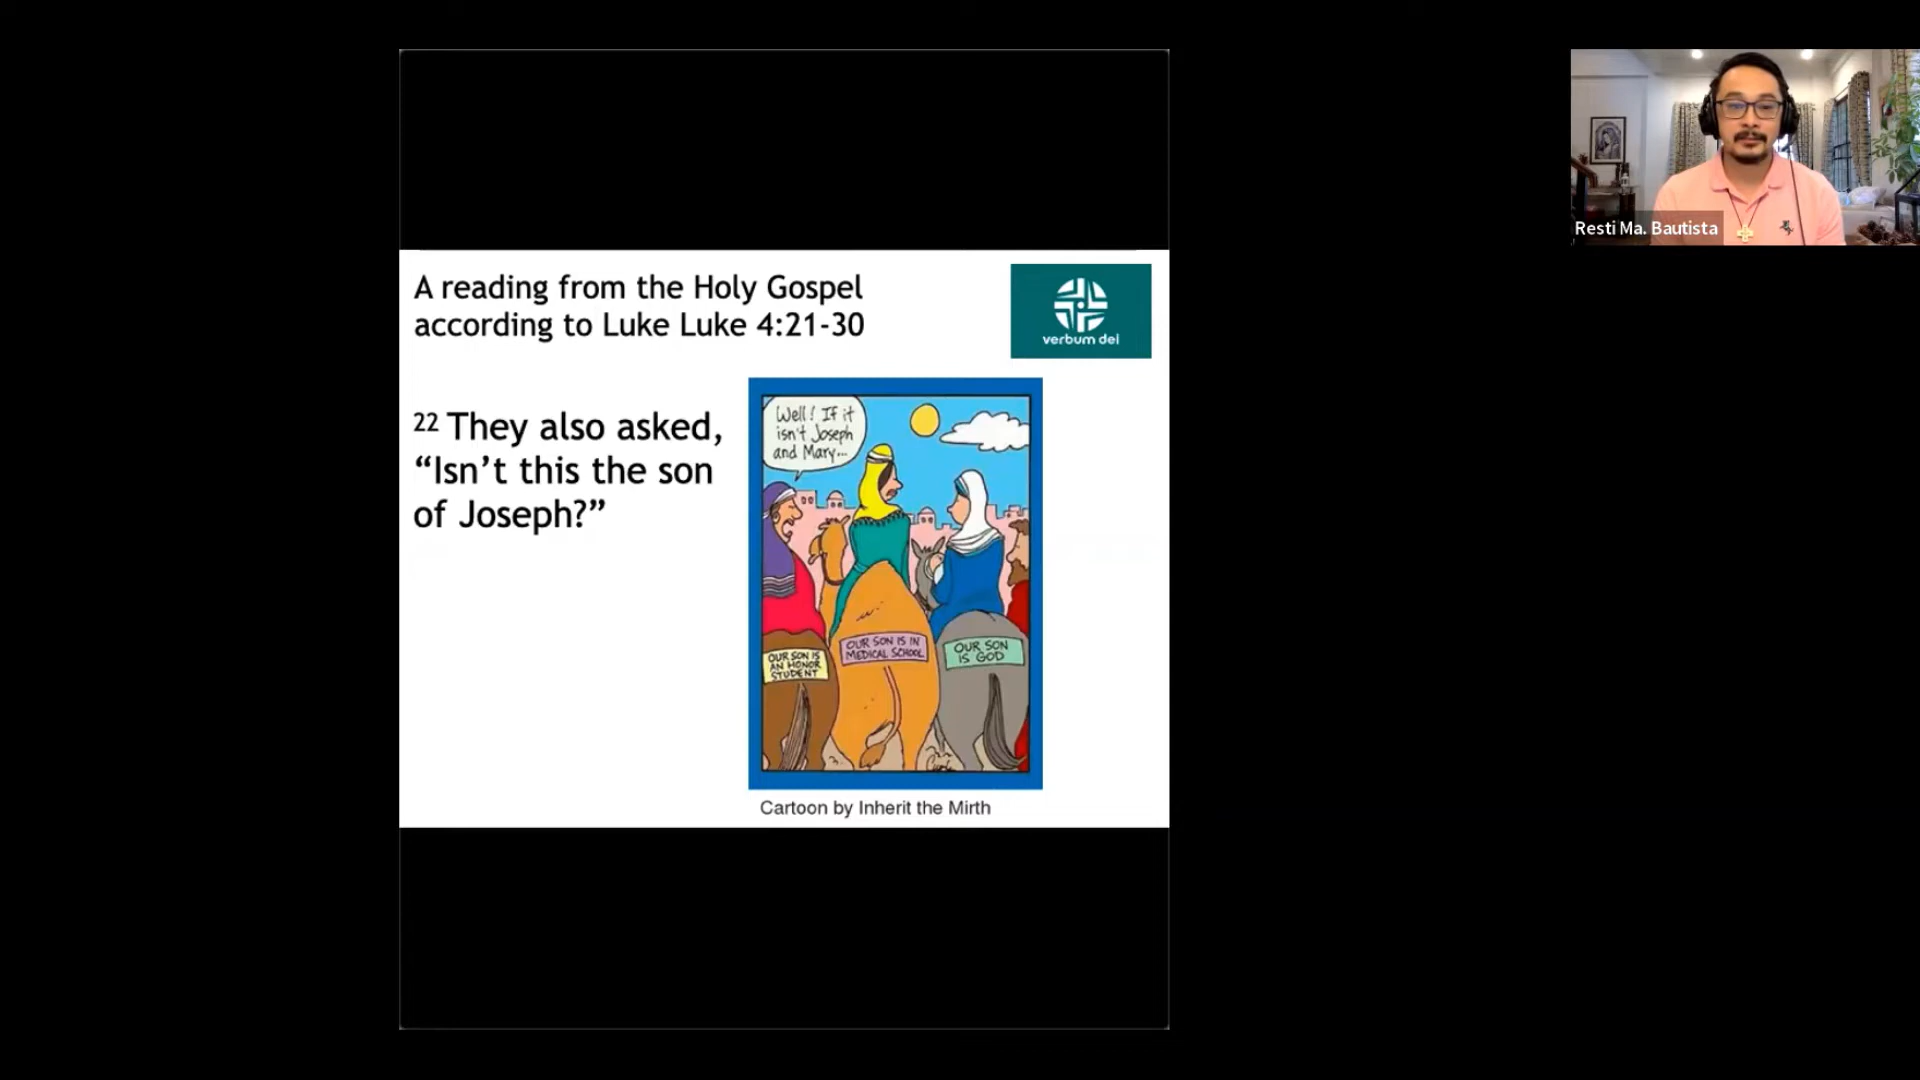 A reading from the Holy Gospel
according to Luke Luke 4:21-30
verbum dei
22 They also asked,
“Isn’t this the son
of Joseph?”
Well! If it
isn't Joseph
and Mary...
OUR SON IS
AN HONOR
STUDENT
OUR SON IS IN
MEDICAL SCHOOL
OUR SON
IS GOD
Cartoon by Inherit the Mirth
Resti Ma. Bautista